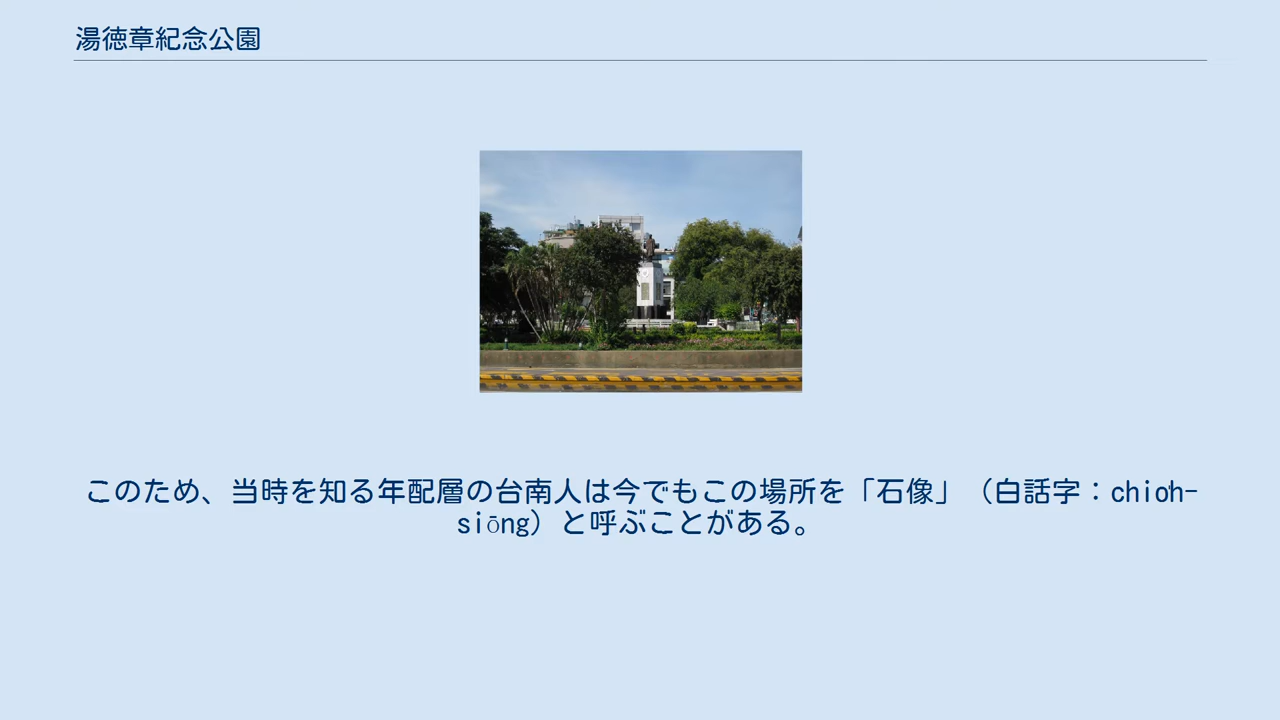 湯徳章紀念公園
このため、当時を知る年配層の台南人は今でもこの場所を「石像」（白話字：chioh-
siōng）と呼ぶことがある。